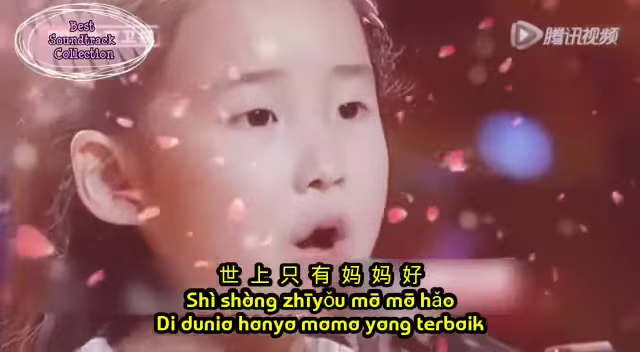 Best
Soundtrack
Collection
腾讯视频
世上只有妈妈好
Shì shàng zhīyǒu mā mā hǎo
Di dunia hanya mama yang terbaik